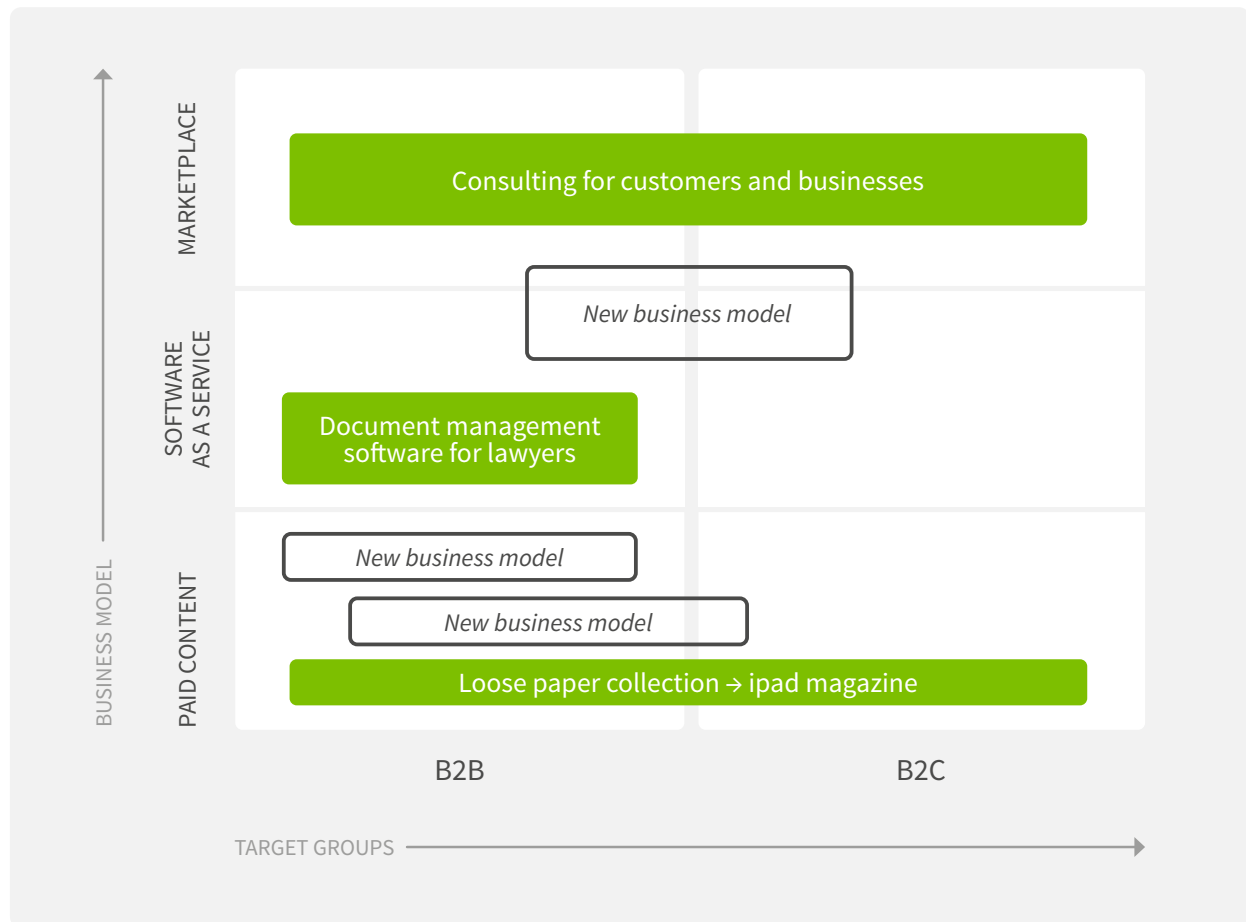 MARKETPLACE
Consulting for customers and businesses
New business model
SOFTWARE
AS A SERVICE
Document management
software for lawyers
BUSINESS MODEL
PAID CONTENT
New business model
New business model
Loose paper collection → ipad magazine
B2B
B2C
TARGET GROUPS